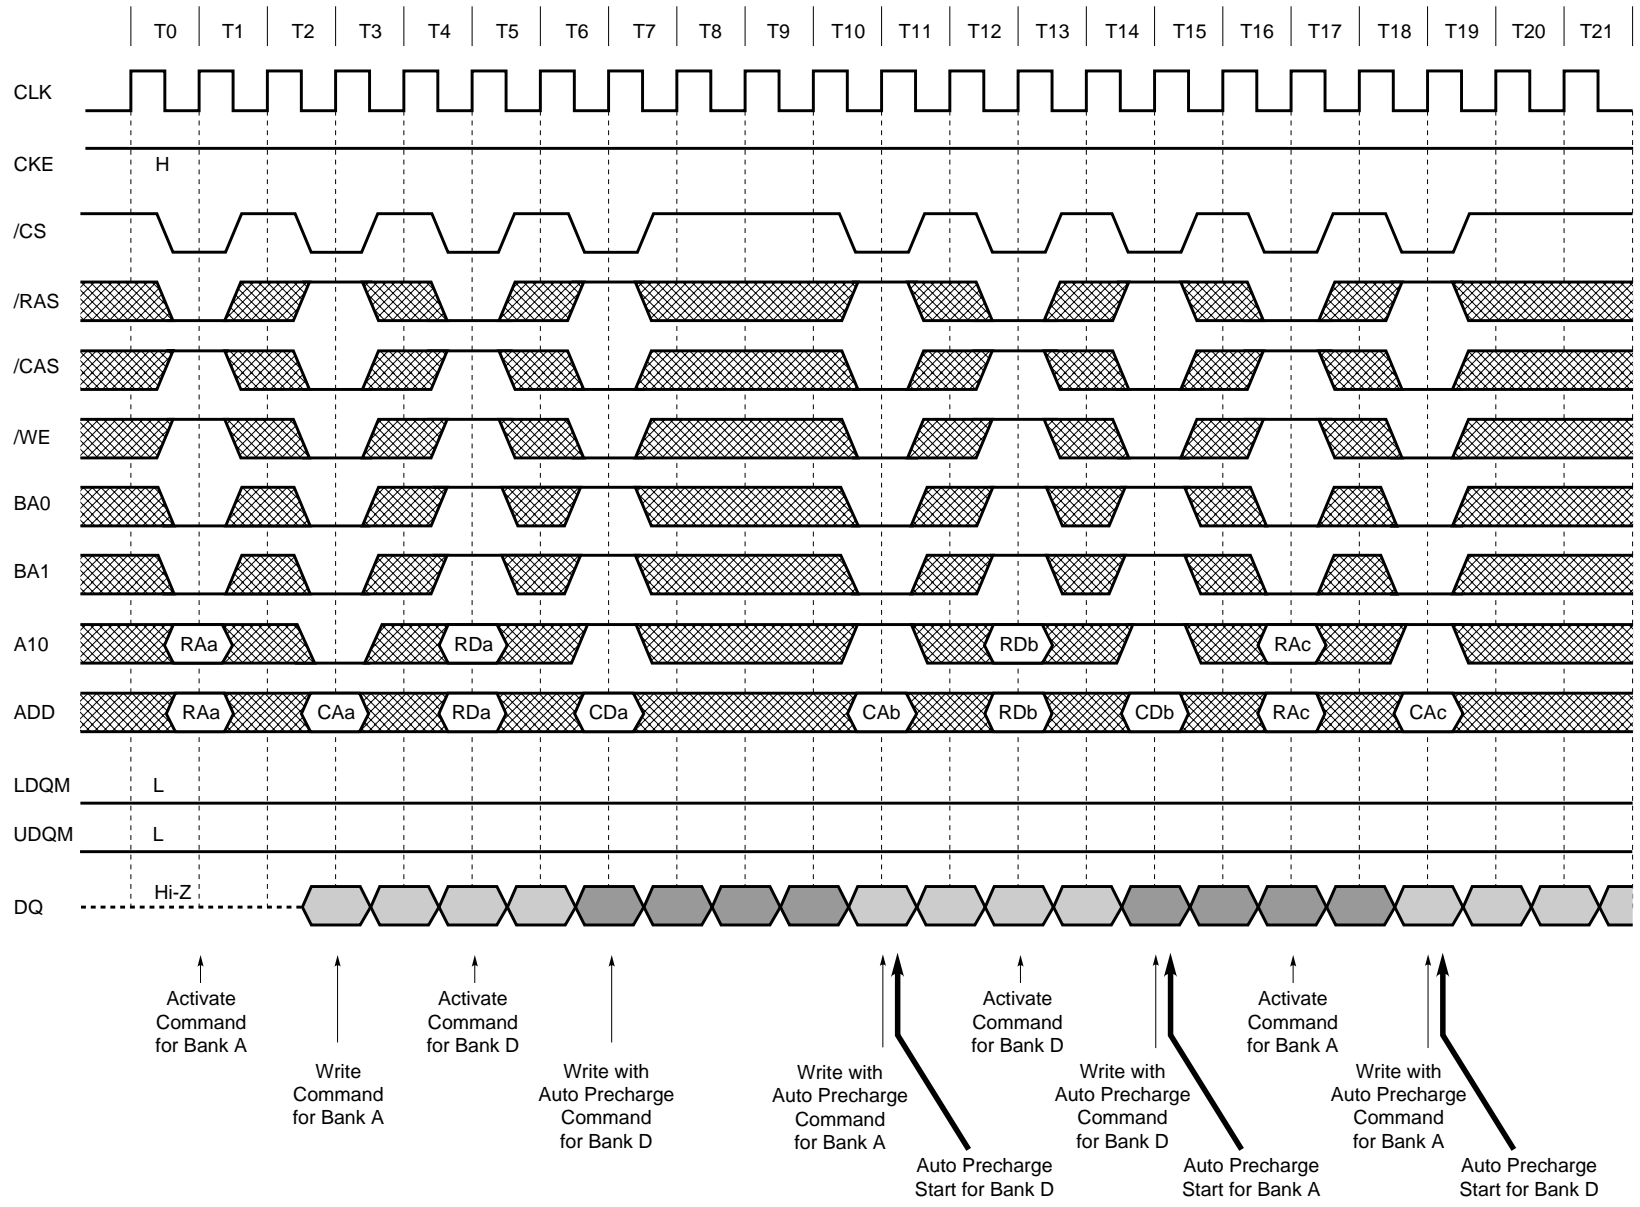 T0 T1 T2 T3 T4 T5 T6 T7 T8 T9 T10 T11 T12 T13 T14 T15 T16 T17 T18 T19 T20 T21
CLK
CKE H
/CS
/RAS
/CAS
/WE
BA0
BA1
A10 RAa RDa RDb RAc
ADD RAa CAa RDa CDa CAb RDb CDb RAc CAc
LDQM L
UDQM L
DQ Hi-Z
Activate
Command
for Bank A
Write
Command
for Bank A
Activate
Command
for Bank D
Write with
Auto Precharge
Command
for Bank D
Write with
Auto Precharge
Command
for Bank A
Auto Precharge
Start for Bank D
Activate
Command
for Bank D
Write with
Auto Precharge
Command
for Bank D
Auto Precharge
Start for Bank A
Activate
Command
for Bank A
Write with
Auto Precharge
Command
for Bank A
Auto Precharge
Start for Bank D